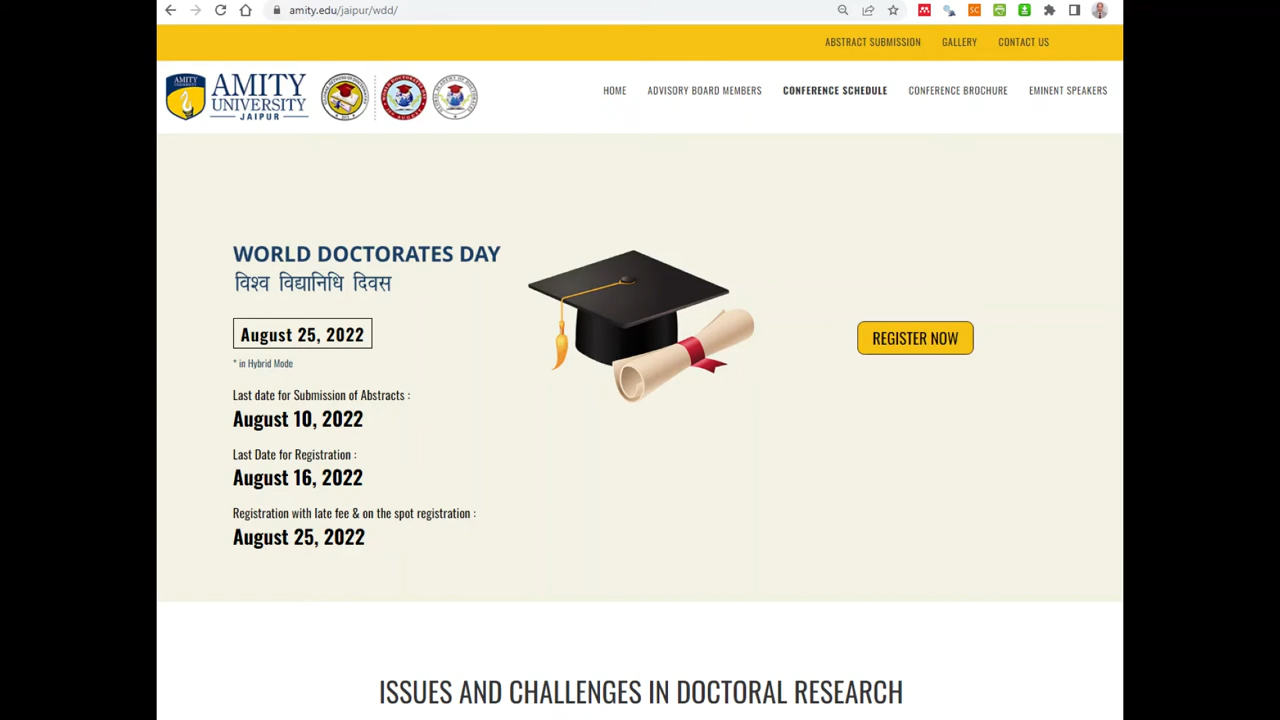 amity.edu/jaipur/wdd/
ABSTRACT SUBMISSION GALLERY CONTACT US
AMITY
UNIVERSITY
JAIPUR
AMITY
UNIVERSITY
HOME ADVISORY BOARD MEMBERS CONFERENCE SCHEDULE CONFERENCE BROCHURE EMINENT SPEAKERS
WORLD DOCTORATES DAY
विश्व विद्यानिधि दिवस
August 25, 2022
* in Hybrid Mode
Last date for Submission of Abstracts :
August 10, 2022
Last Date for Registration :
August 16, 2022
Registration with late fee & on the spot registration :
August 25, 2022
REGISTER NOW
ISSUES AND CHALLENGES IN DOCTORAL RESEARCH